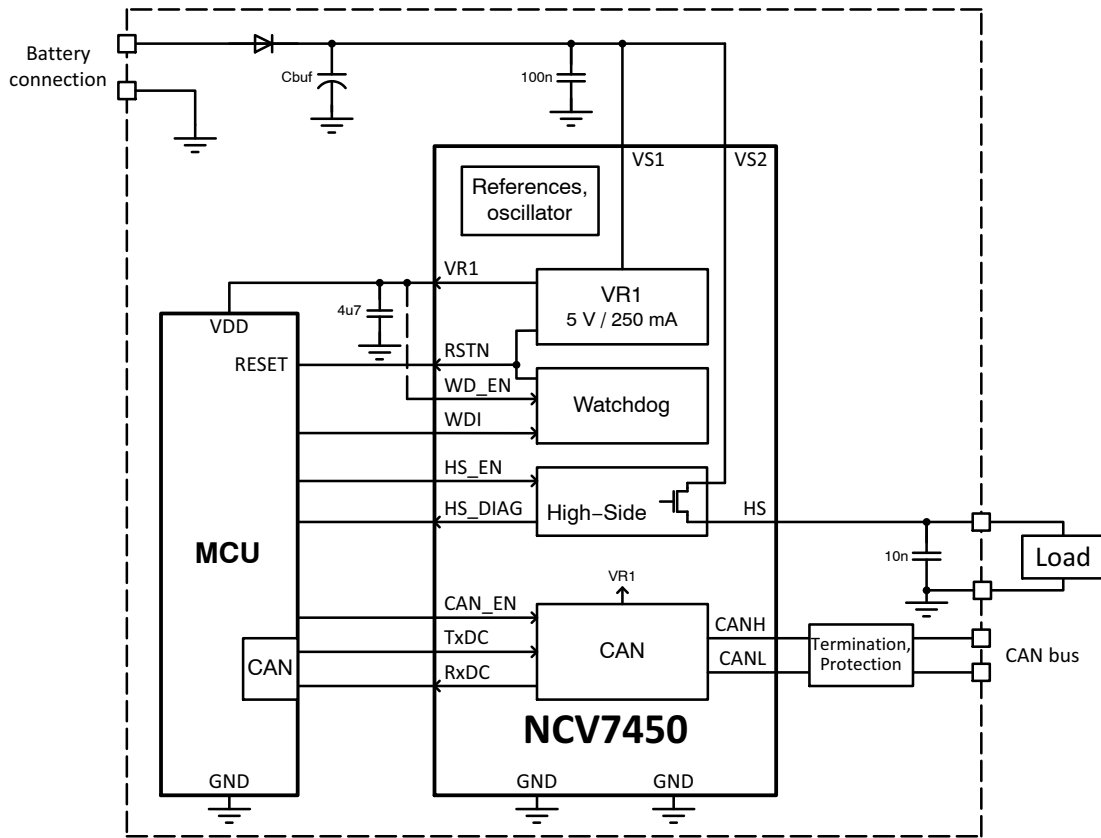 Battery
connection
Cbuf
100n
VS1
VS2
References,
oscillator
VR1
VR1
5 V / 250 mA
4u7
VDD
RESET
RSTN
WD_EN
Watchdog
WDI
HS_EN
HS_DIAG
High–Side
HS
MCU
10n
Load
VR1
CAN_EN
TxDC
RxDC
CAN
CAN
CANH
CANL
Termination,
Protection
CAN bus
NCV7450
GND
GND
GND